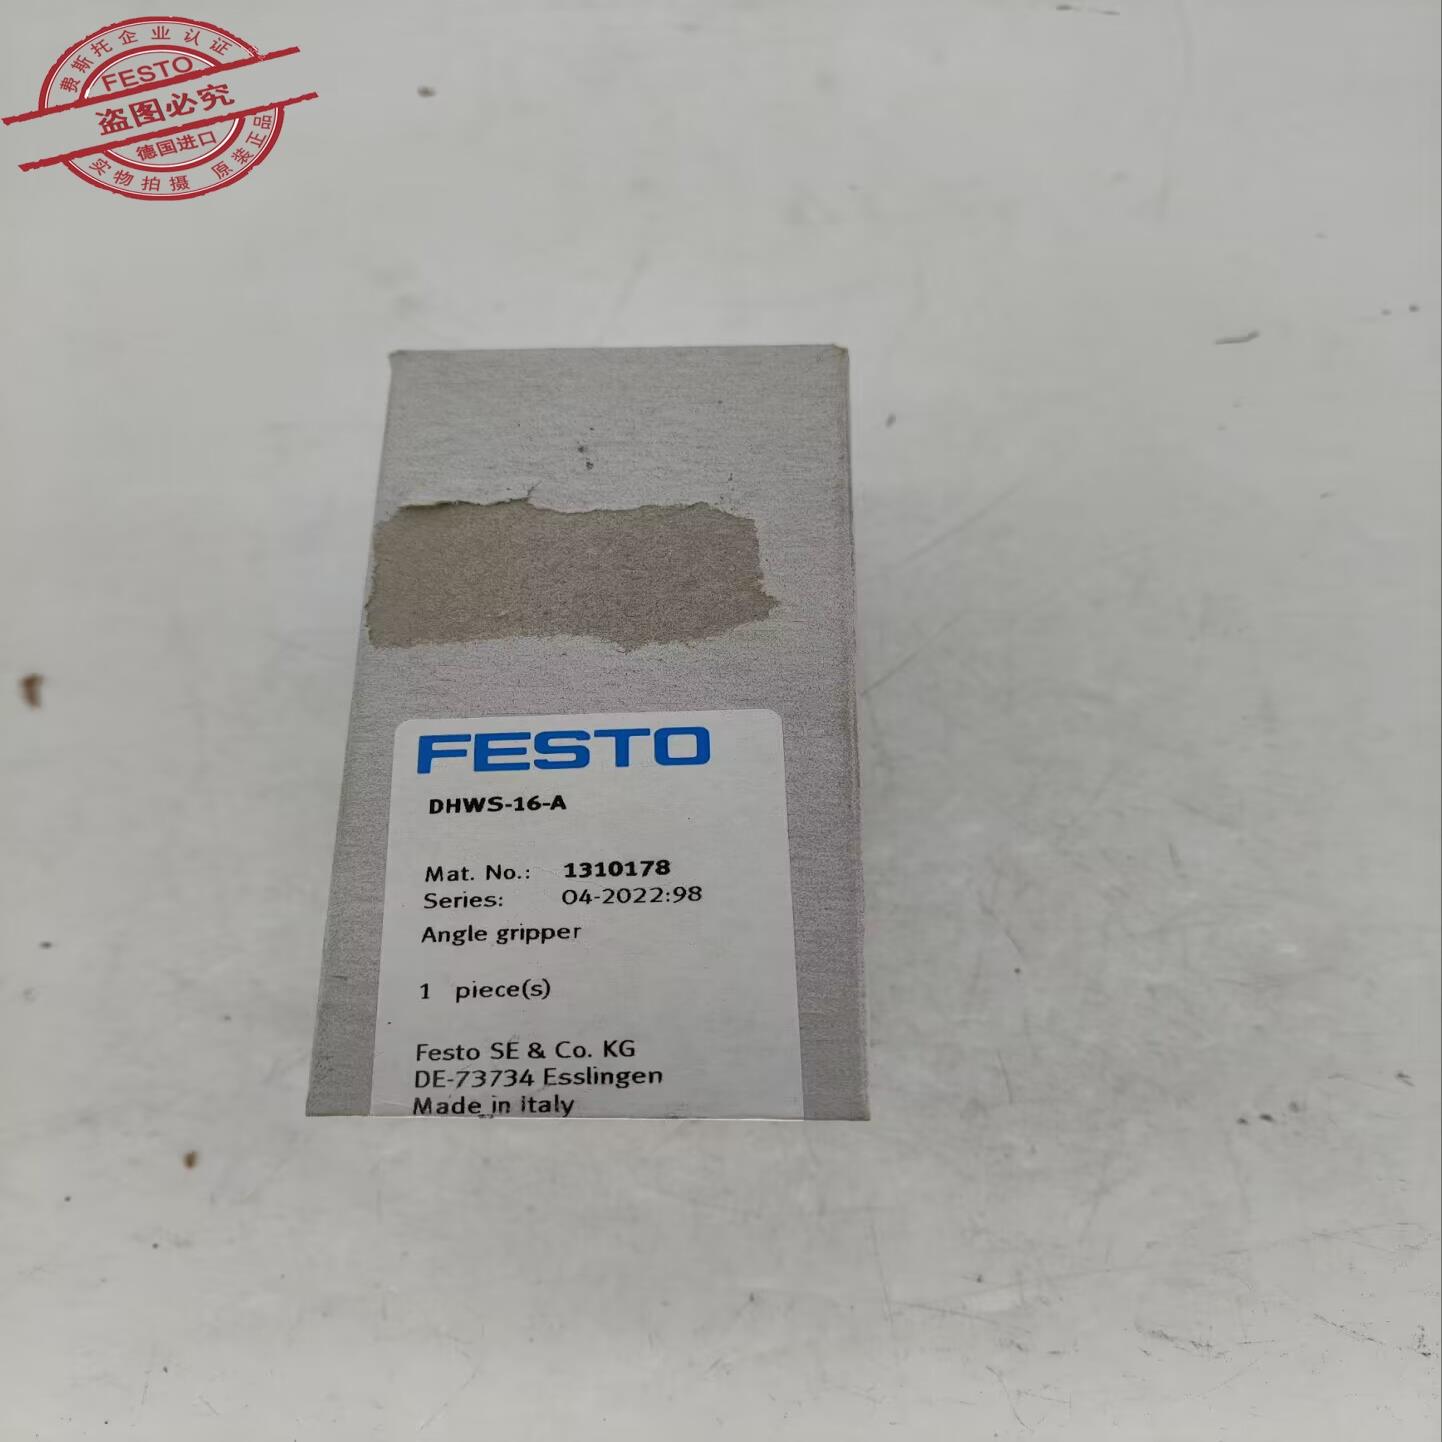 费斯托企业认证
FESTO
盗图必究
德国进口
实物拍摄 原装正品
FESTO
DHWS-16-A
Mat. No.: 1310178
Series: 04-2022:98
Angle gripper
1 piece(s)
Festo SE & Co. KG
DE-73734 Esslingen
Made in Italy